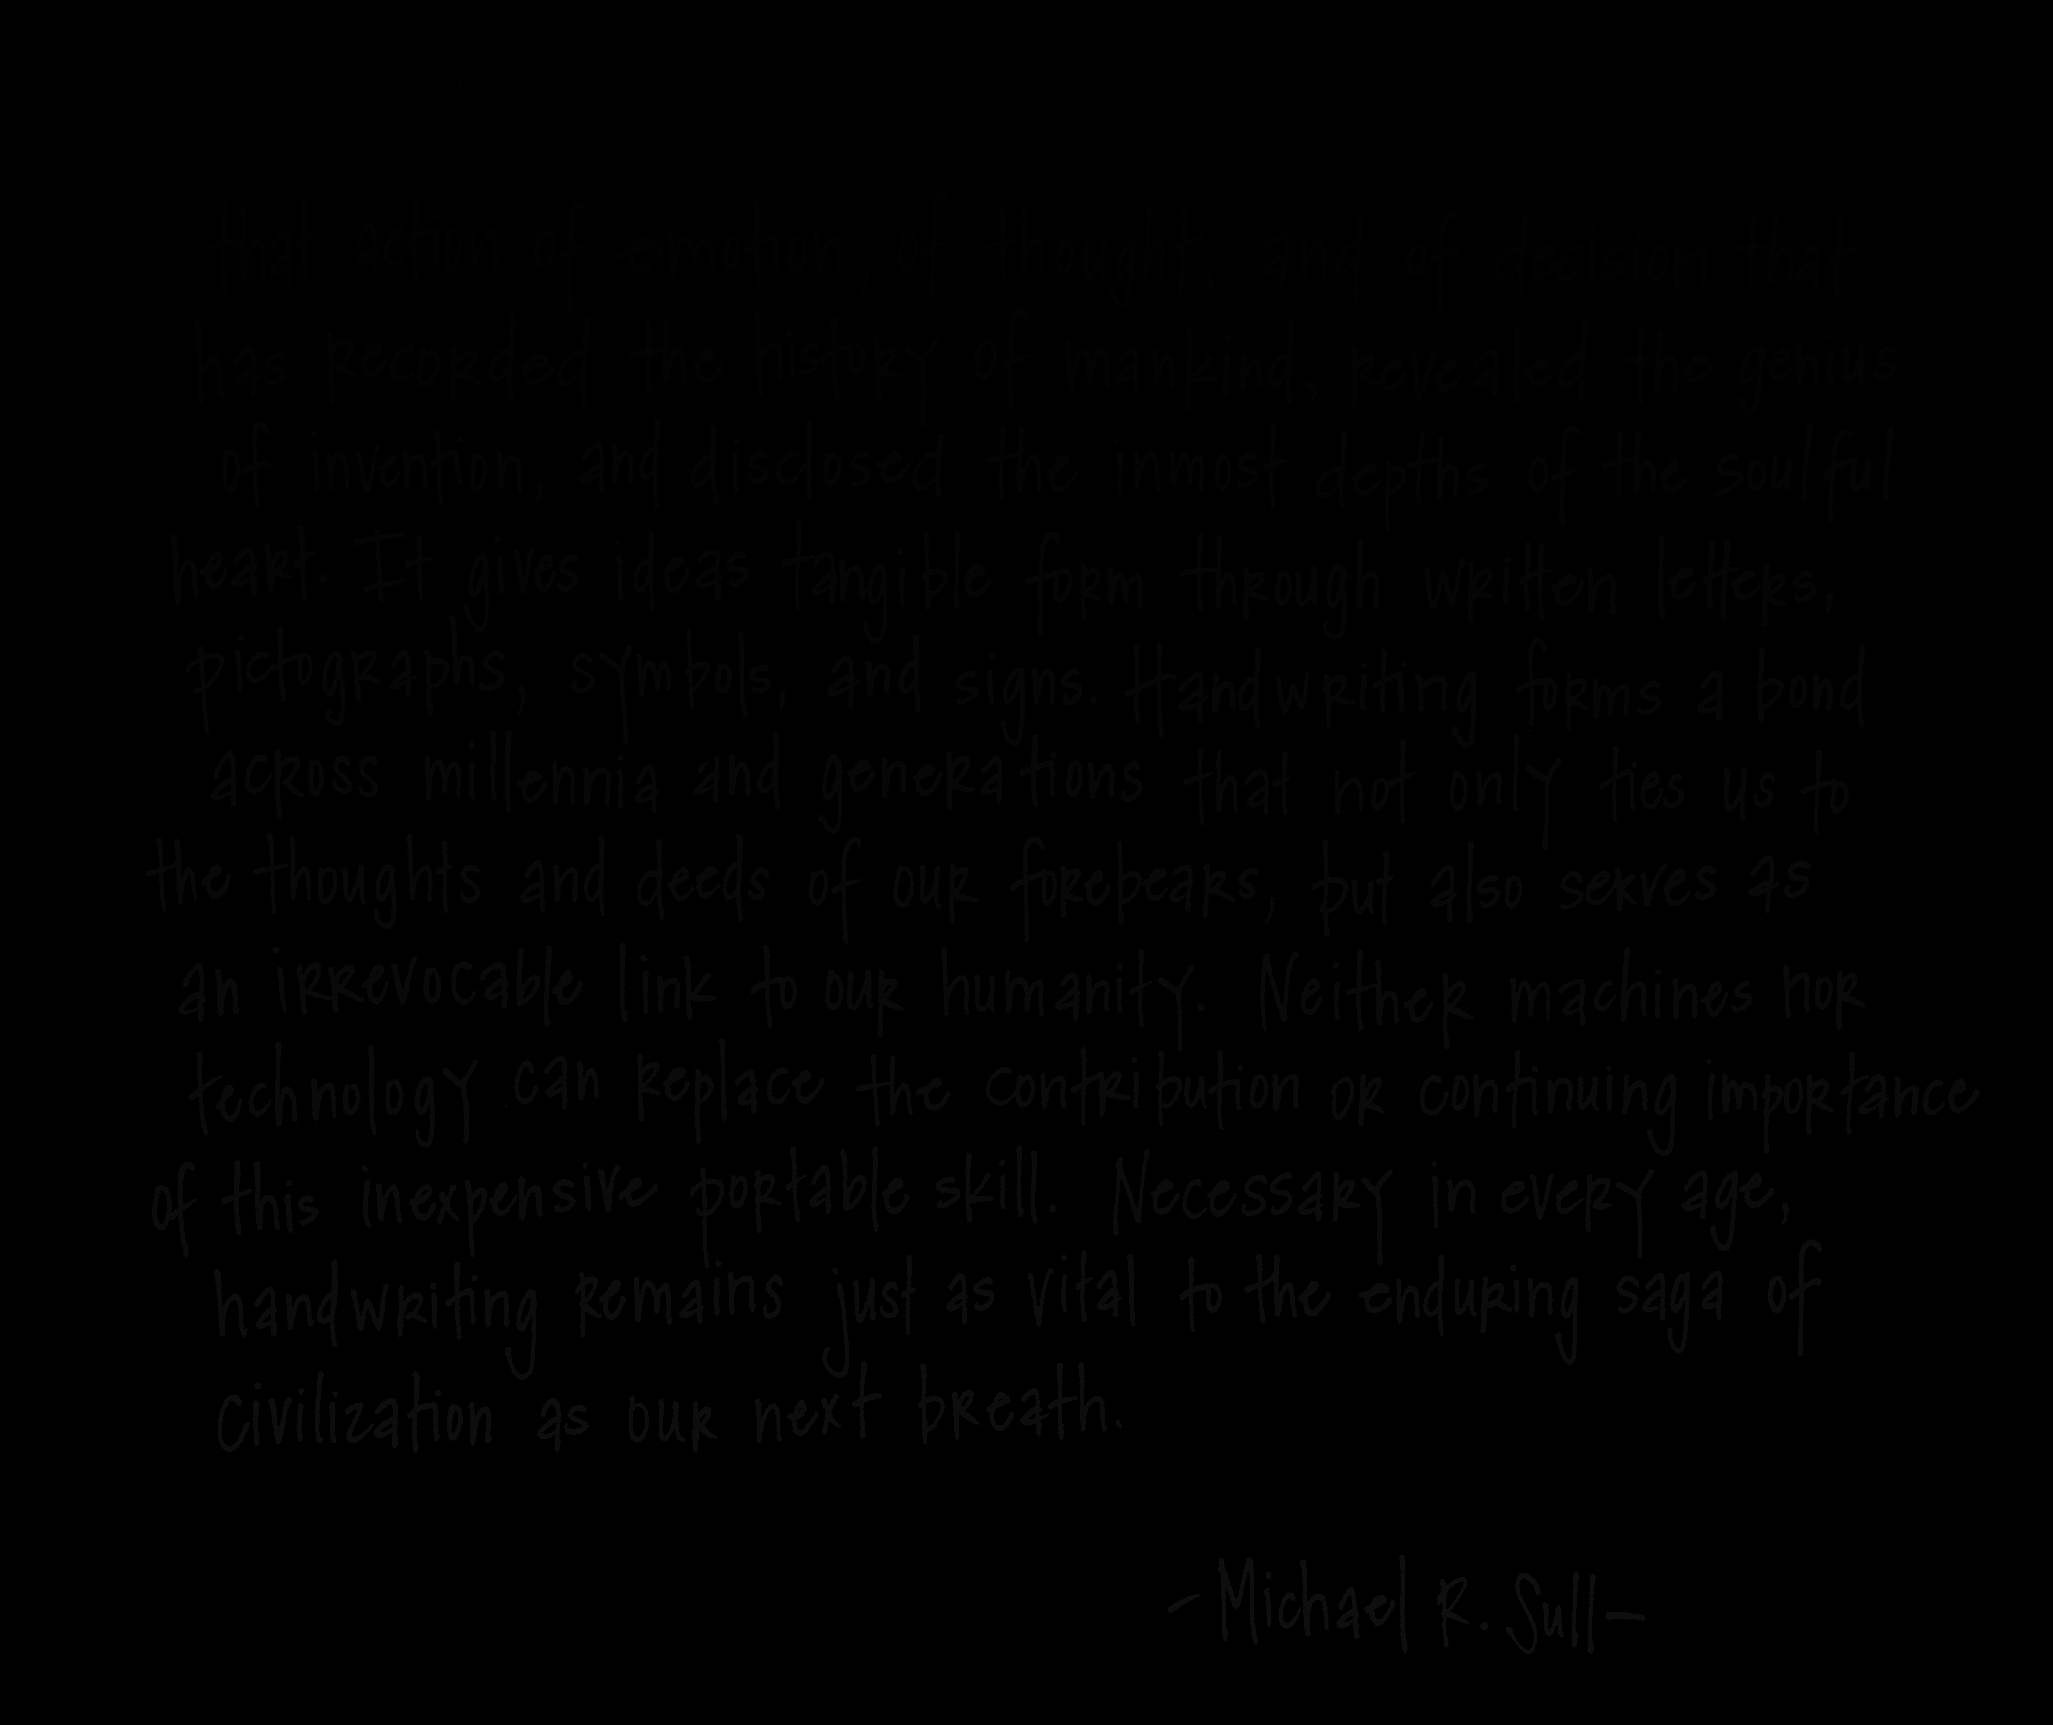 Handwriting
that action of emotion, of thought, and of decision that
has recorded the history of mankind, revealed the genius
of invention, and disclosed the inmost depths of the soulful
heart. It gives ideas tangible form through written letters,
pictographs, symbols, and signs. Handwriting forms a bond
across millennia and generations that not only ties us to
the thoughts and deeds of our forebears, but also serves as
an irrevocable link to our humanity. Neither machines nor
technology can replace the contribution or continuing importance
of this inexpensive portable skill. Necessary in every age,
handwriting remains just as vital to the enduring saga of
civilization as our next breath.
- Michael R. Sull -